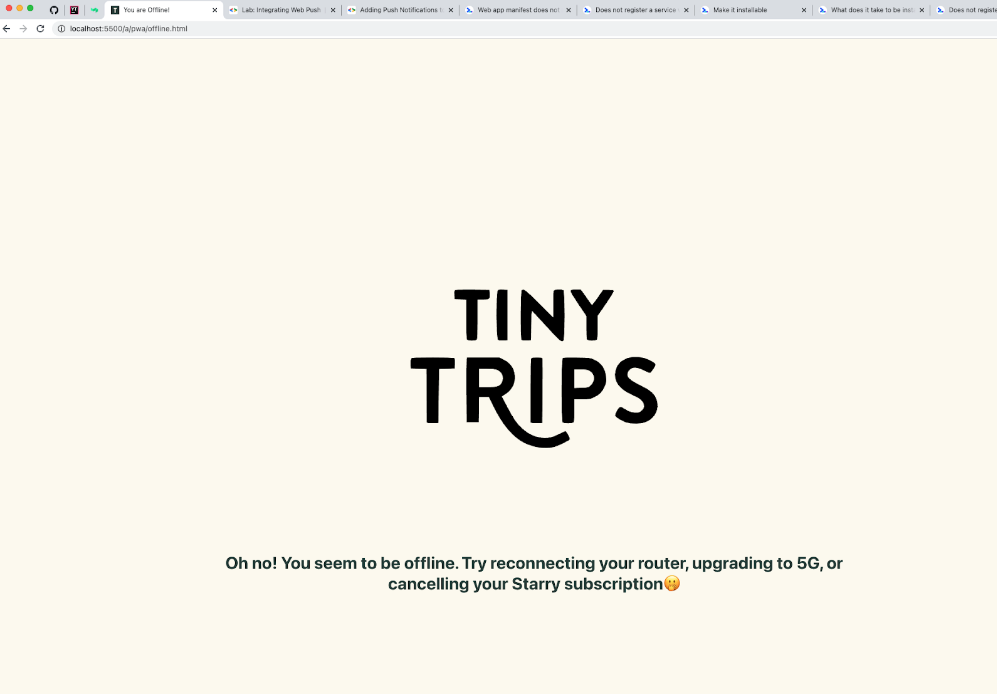 You are Offline!
Lab: Integrating Web Push
Adding Push Notifications t
Web app manifest does not
Does not register a service
Make it installable
What does it take to be inst
Does not registe
localhost:5500/a/pwa/offline.html
TINY
TRIPS
Oh no! You seem to be offline. Try reconnecting your router, upgrading to 5G, or
cancelling your Starry subscription🤭